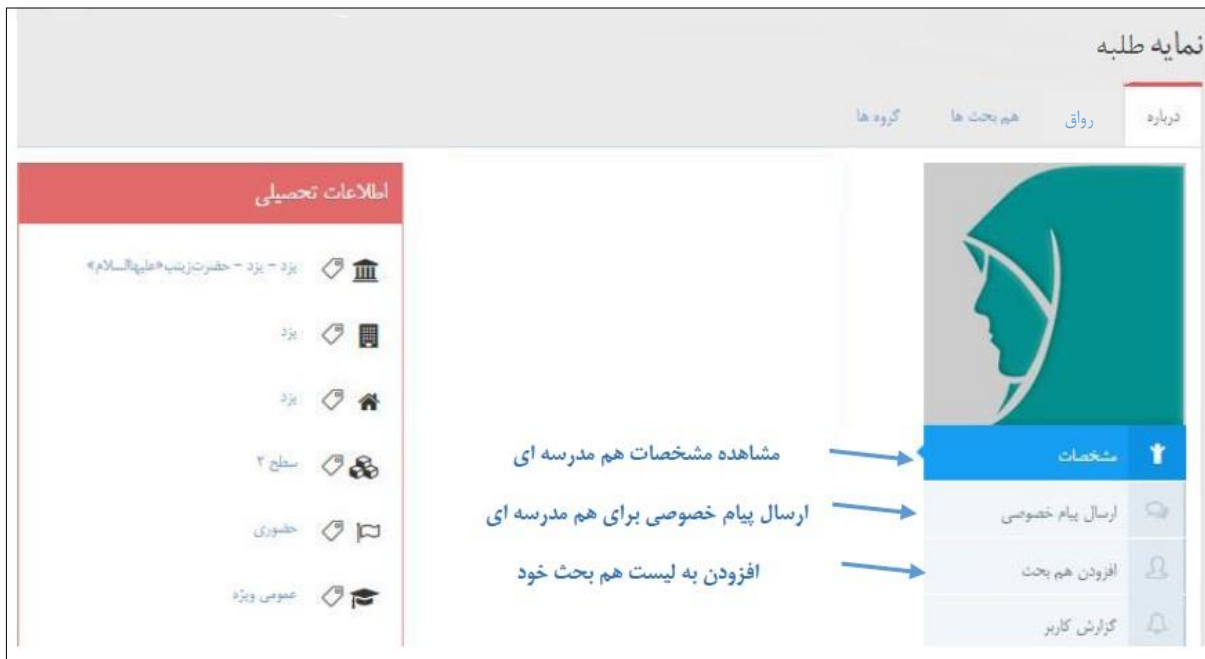 نمایه طلبه
درباره
رواق
هم بحث ها
گروه ها
مشخصات
ارسال پیام خصوصی
افزودن هم بحث
گزارش کاربر
مشاهده مشخصات هم مدرسه ای
ارسال پیام خصوصی برای هم مدرسه ای
افزودن به لیست هم بحث خود
اطلاعات تحصیلی
یزد - یزد - حضرت‌زینب«علیهاالسلام»
یزد
یزد
سطح ۲
حضوری
عمومی ویژه